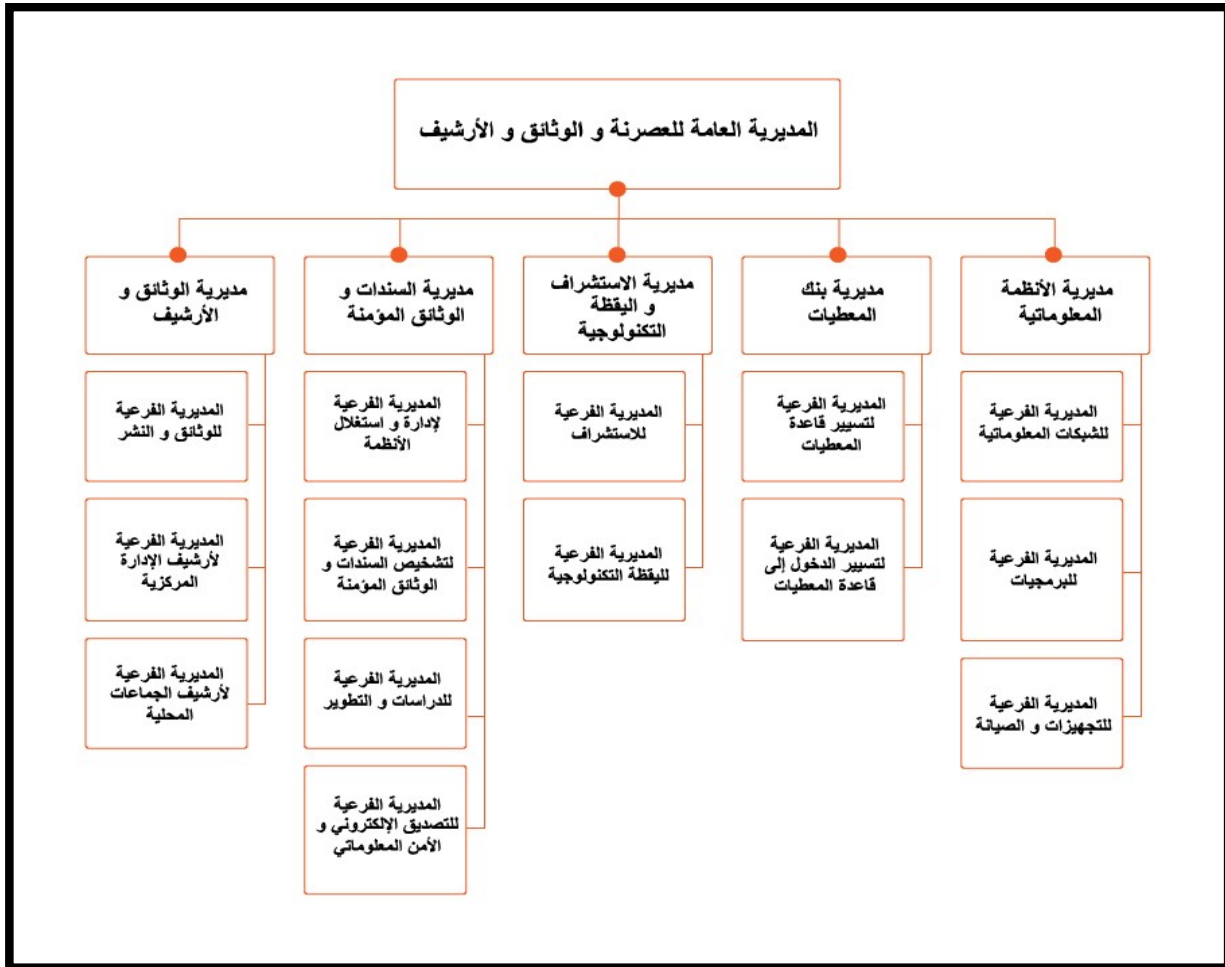 المديرية العامة للعصرنة و الوثائق و الأرشيف
مديرية الأنظمة
المعلوماتية
المديرية الفرعية
للشبكات المعلوماتية
المديرية الفرعية
للبرمجيات
المديرية الفرعية
للتجهيزات و الصيانة
مديرية بنك
المعطيات
المديرية الفرعية
لتسيير قاعدة
المعطيات
المديرية الفرعية
لتسيير الدخول إلى
قاعدة المعطيات
مديرية الاستشراف
و اليقظة
التكنولوجية
المديرية الفرعية
للاستشراف
المديرية الفرعية
لليقظة التكنولوجية
مديرية السندات و
الوثائق المؤمنة
المديرية الفرعية
لإدارة و استغلال
الأنظمة
المديرية الفرعية
لتشخيص السندات و
الوثائق المؤمنة
المديرية الفرعية
للدراسات و التطوير
المديرية الفرعية
للتصديق الإلكتروني و
الأمن المعلوماتي
مديرية الوثائق و
الأرشيف
المديرية الفرعية
للوثائق و النشر
المديرية الفرعية
لأرشيف الإدارة
المركزية
المديرية الفرعية
لأرشيف الجماعات
المحلية